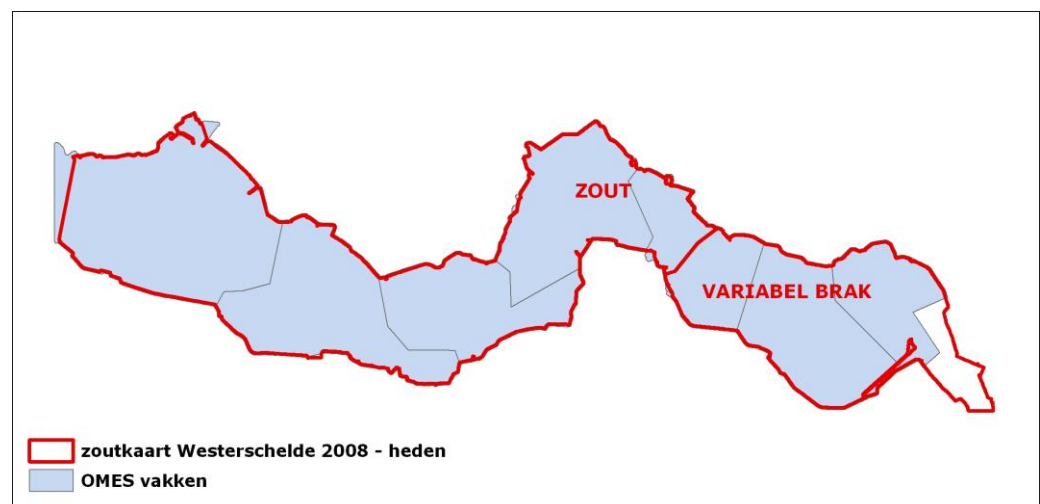 ZOUT
VARIABEL BRAK
zoutkaart Westerschelde 2008 - heden
OMES vakken